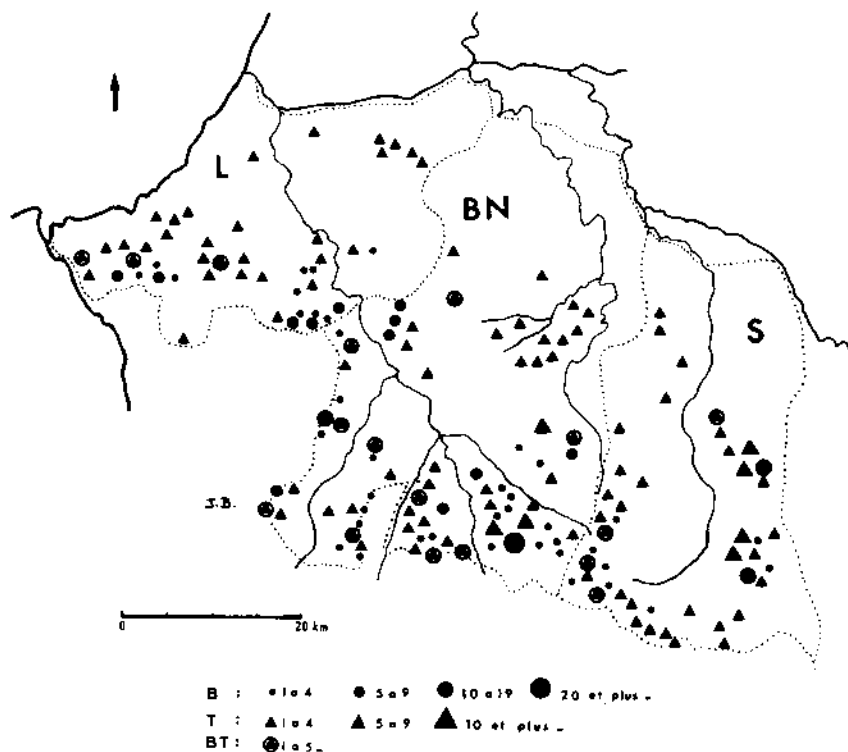 L
BN
S
S.B.
0 20 km
B : 1 a 4 5 a 9 10 a 19 20 et plus -
T : 1 a 4 5 a 9 10 et plus -
BT : 1 a 5 -